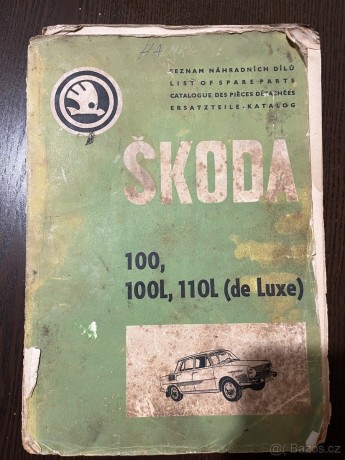 SEZNAM NÁHRADNÍCH DÍLŮ
LIST OF SPARE PARTS
CATALOGUE DES PIÈCES DÉTACHÉES
ERSATZTEILE-KATALOG
ŠKODA
100,
100L, 110L (de Luxe)
© Bazos.cz